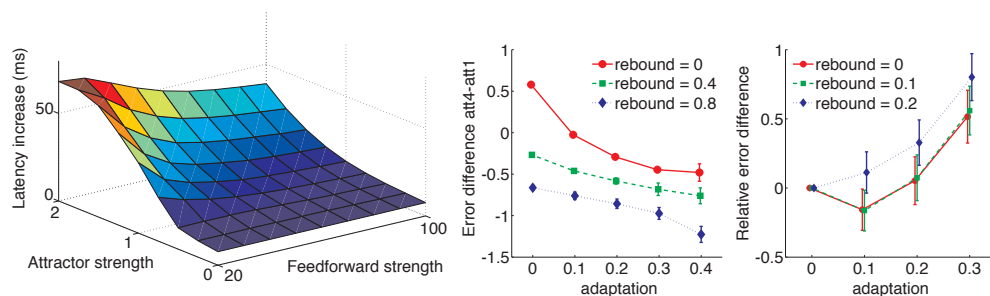 Latency increase (ms)
50
0
2
1
0
Attractor strength
20
100
Feedforward strength
Error difference att4-att1
1
0.5
0
-0.5
-1
-1.5
rebound = 0
rebound = 0.4
rebound = 0.8
0 0.1 0.2 0.3 0.4
adaptation
Relative error difference
1
0.5
0
-0.5
rebound = 0
rebound = 0.1
rebound = 0.2
0 0.1 0.2 0.3
adaptation